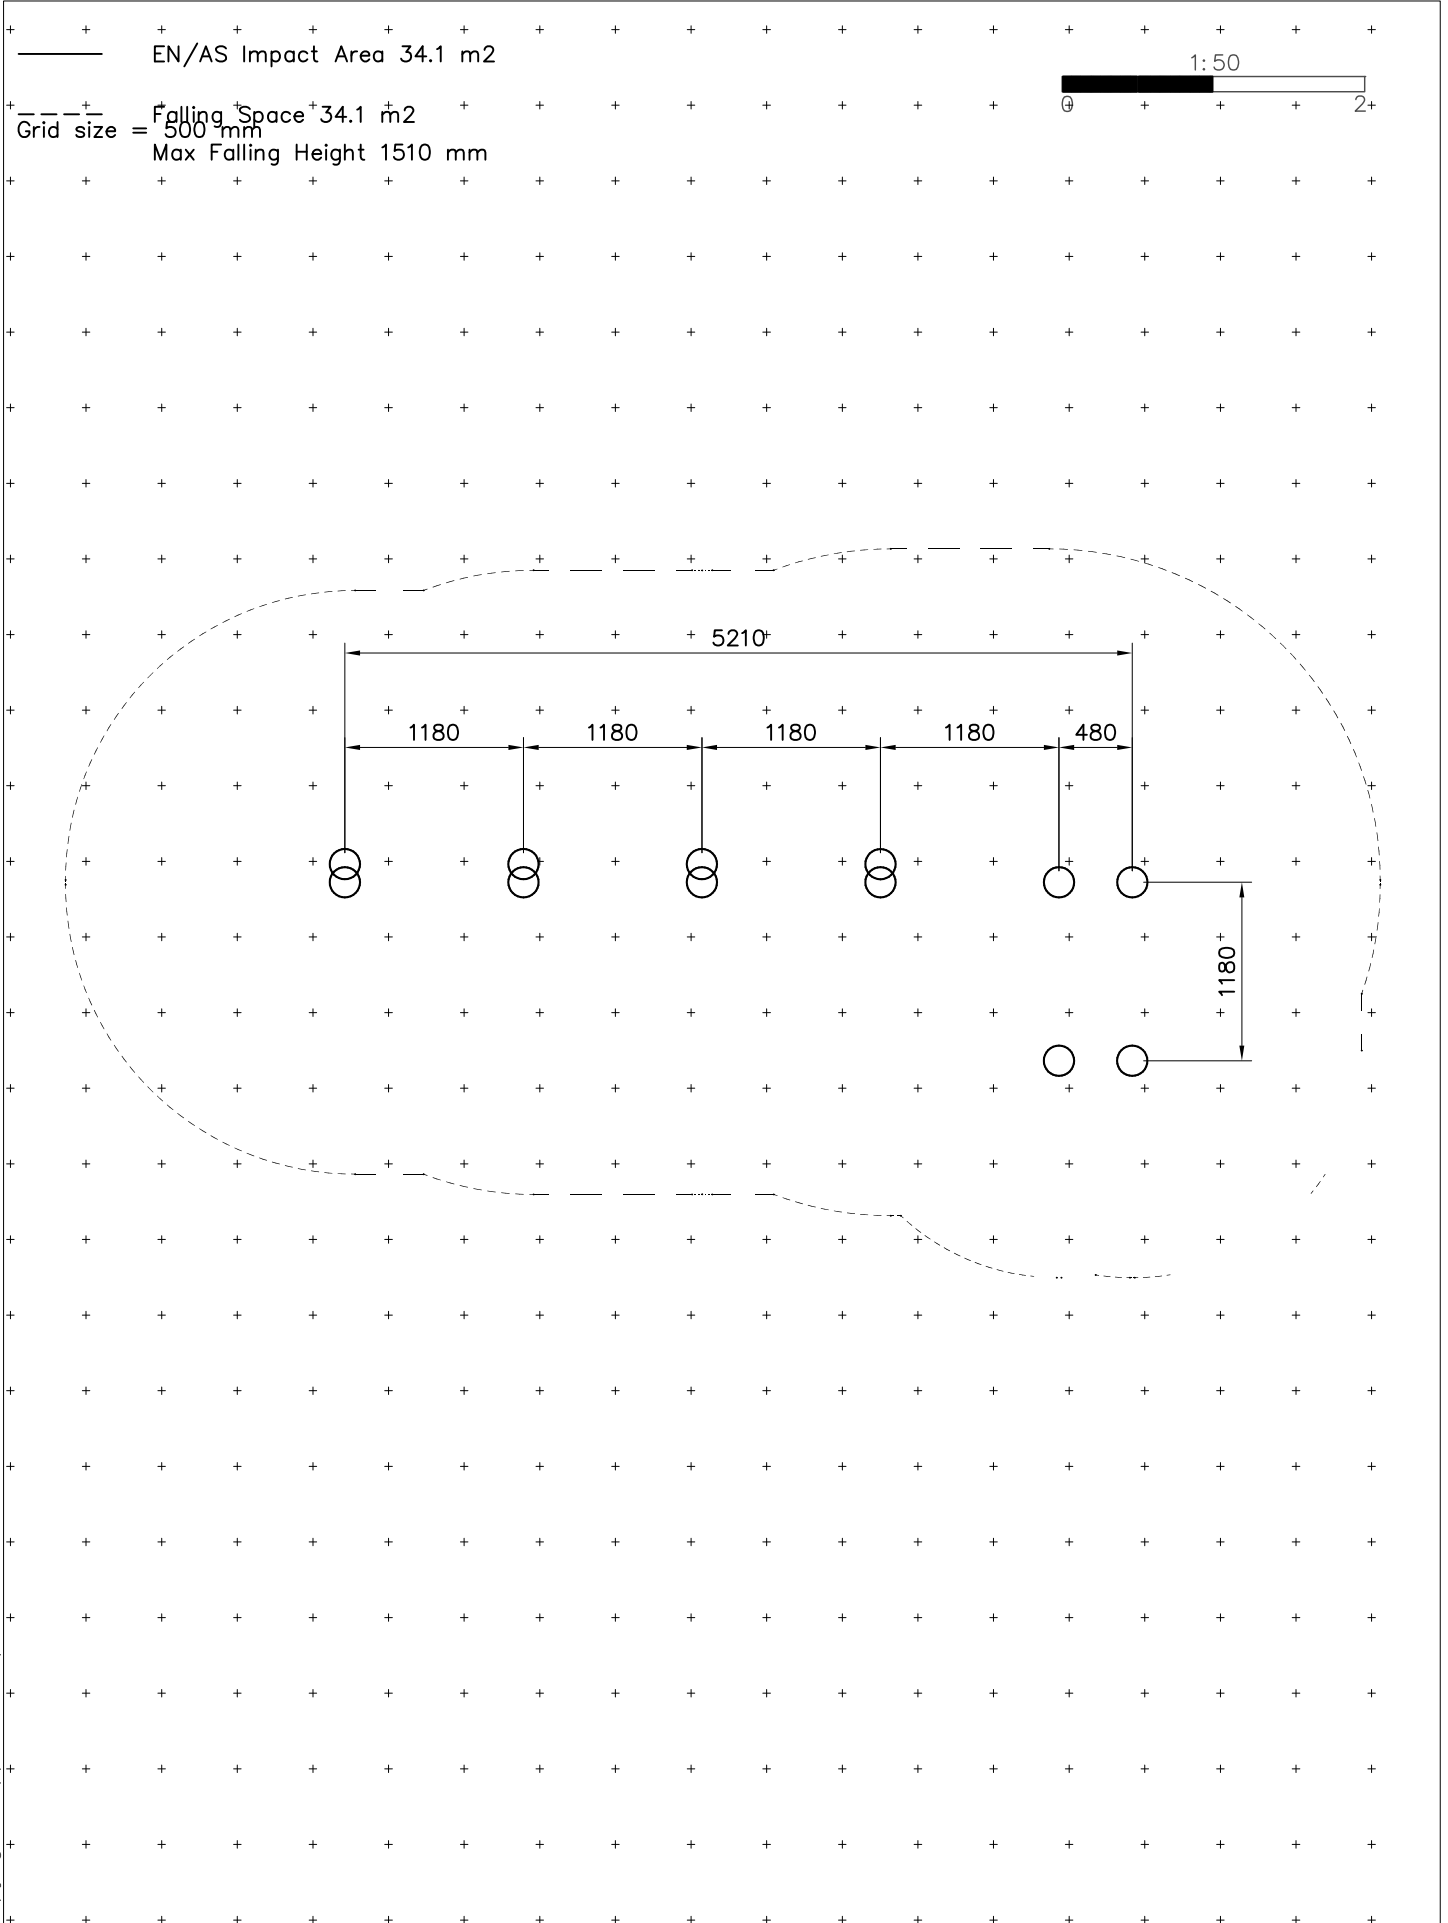 EN/AS Impact Area 34.1 m2
1:50
0 2
Falling Space 34.1 m2
Grid size = 500 mm
Max Falling Height 1510 mm
5210
1180 1180 1180 1180 480
1180